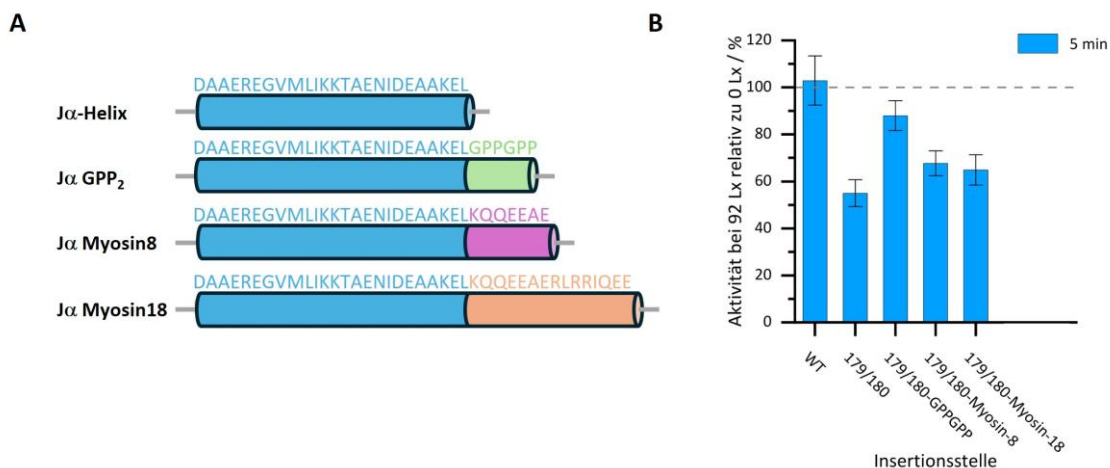 A
DAAEREGVMLIKKTAENIDEAAKEL
Jα-Helix
DAAEREGVMLIKKTAENIDEAAKELGPPGPP
Jα GPP₂
DAAEREGVMLIKKTAENIDEAAKELKQQEEAE
Jα Myosin8
DAAEREGVMLIKKTAENIDEAAKELKQQEEAERLRRIQEE
Jα Myosin18
B
5 min
Aktivität bei 92 Lx relativ zu 0 Lx / %
120
100
80
60
40
20
0
WT
179/180
179/180-GPPGPP
179/180-Myosin-8
179/180-Myosin-18
Insertionsstelle